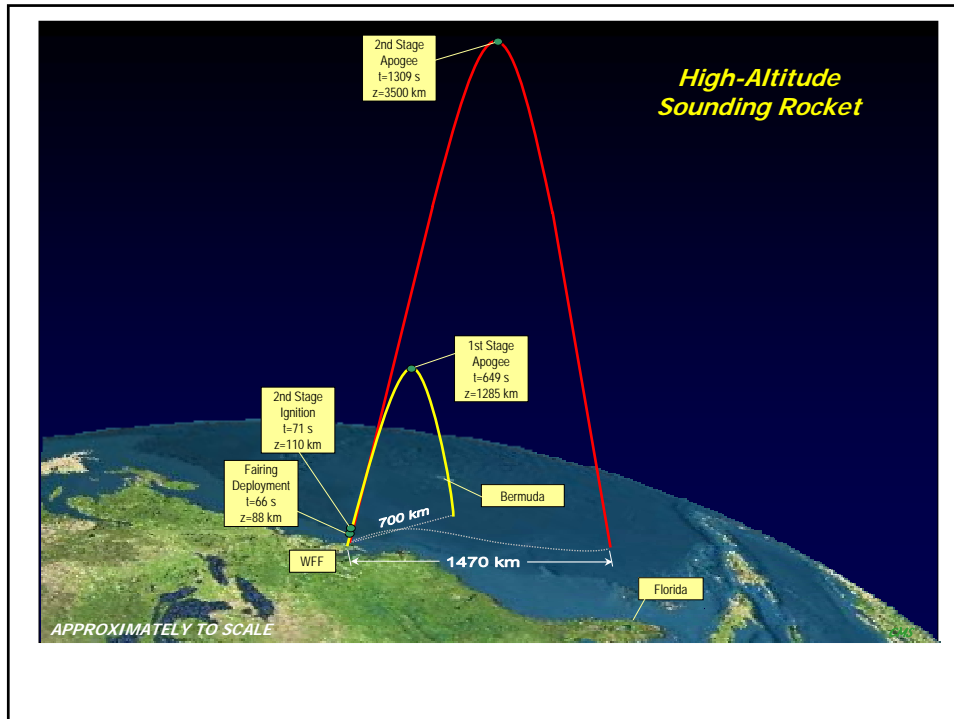 2nd Stage
Apogee
t=1309 s
z=3500 km
High-Altitude
Sounding Rocket
1st Stage
Apogee
t=649 s
z=1285 km
2nd Stage
Ignition
t=71 s
z=110 km
Fairing
Deployment
t=66 s
z=88 km
Bermuda
700 km
WFF
1470 km
Florida
APPROXIMATELY TO SCALE